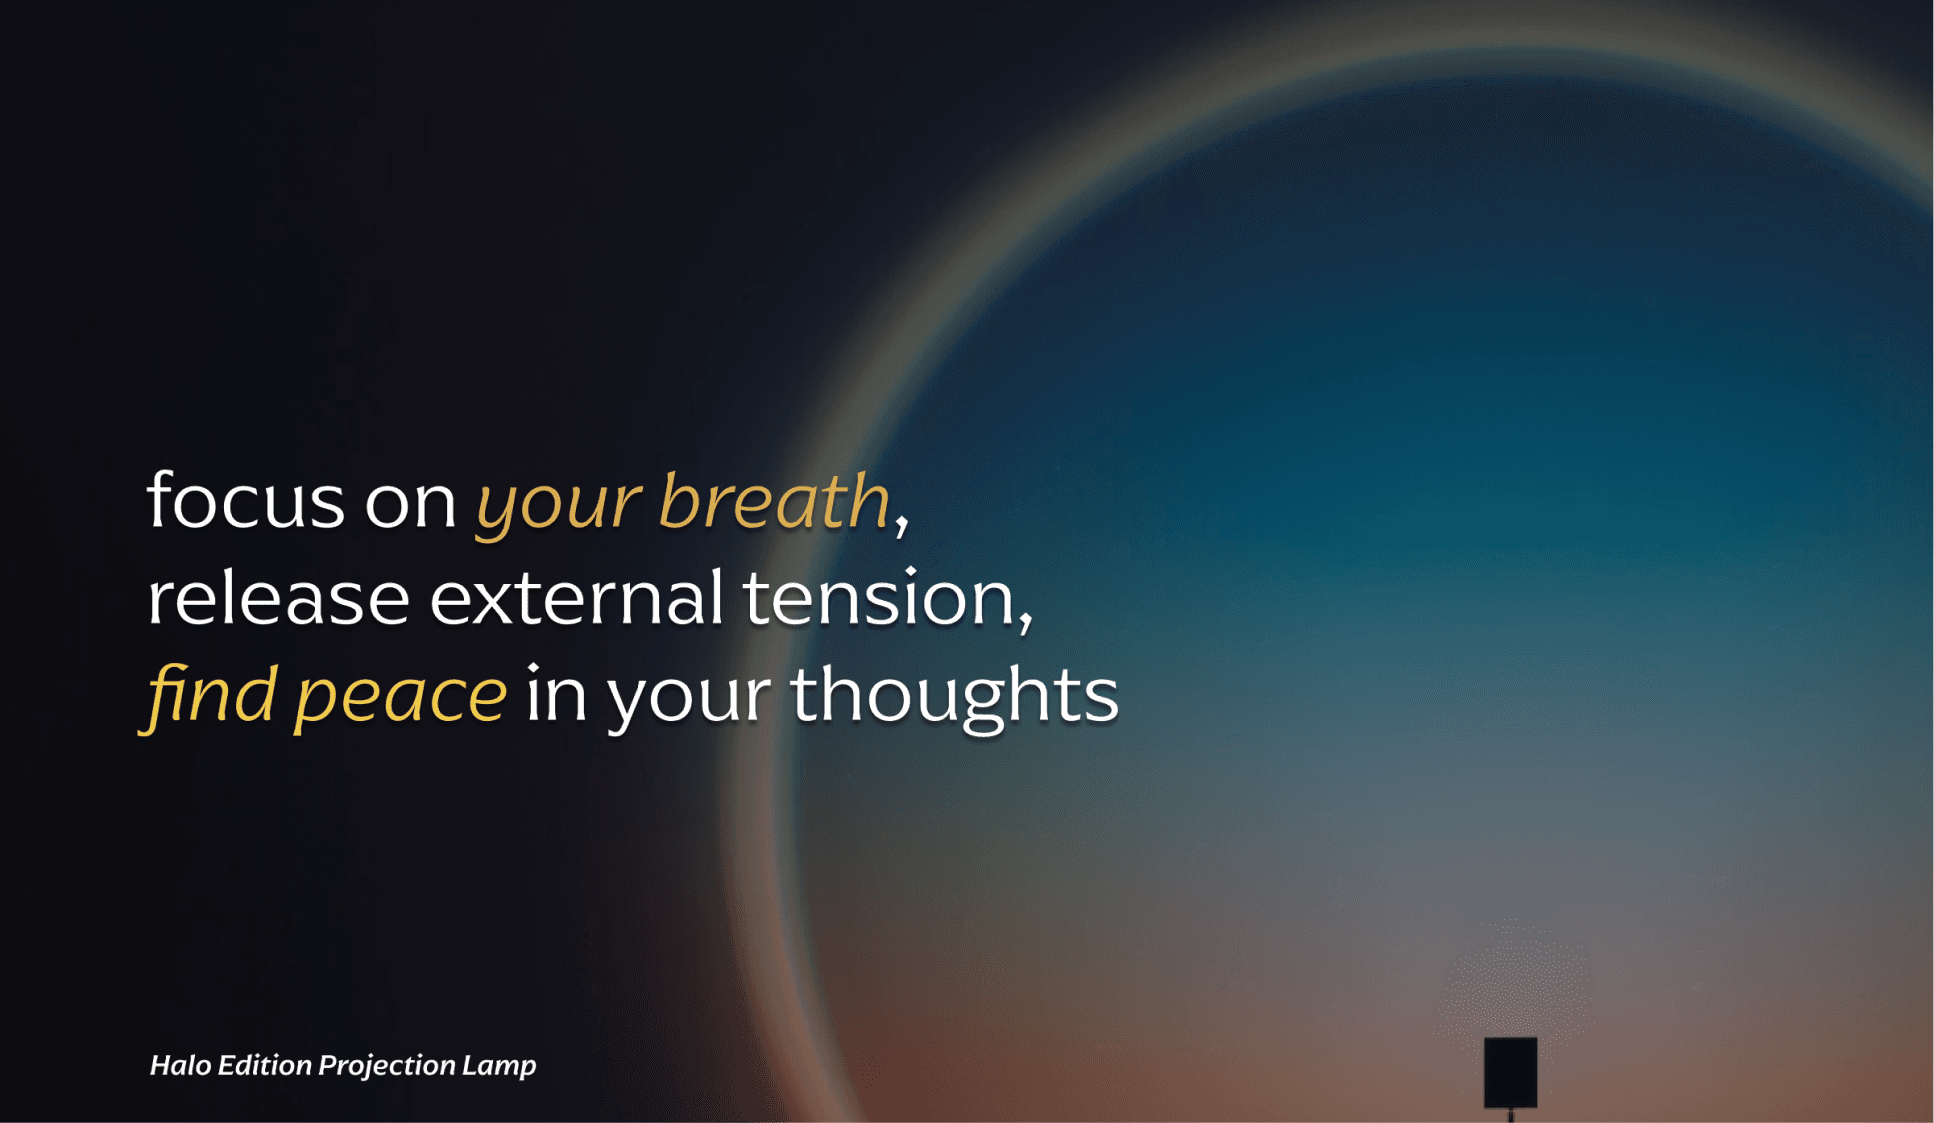 focus on your breath,
release external tension,
find peace in your thoughts
Halo Edition Projection Lamp